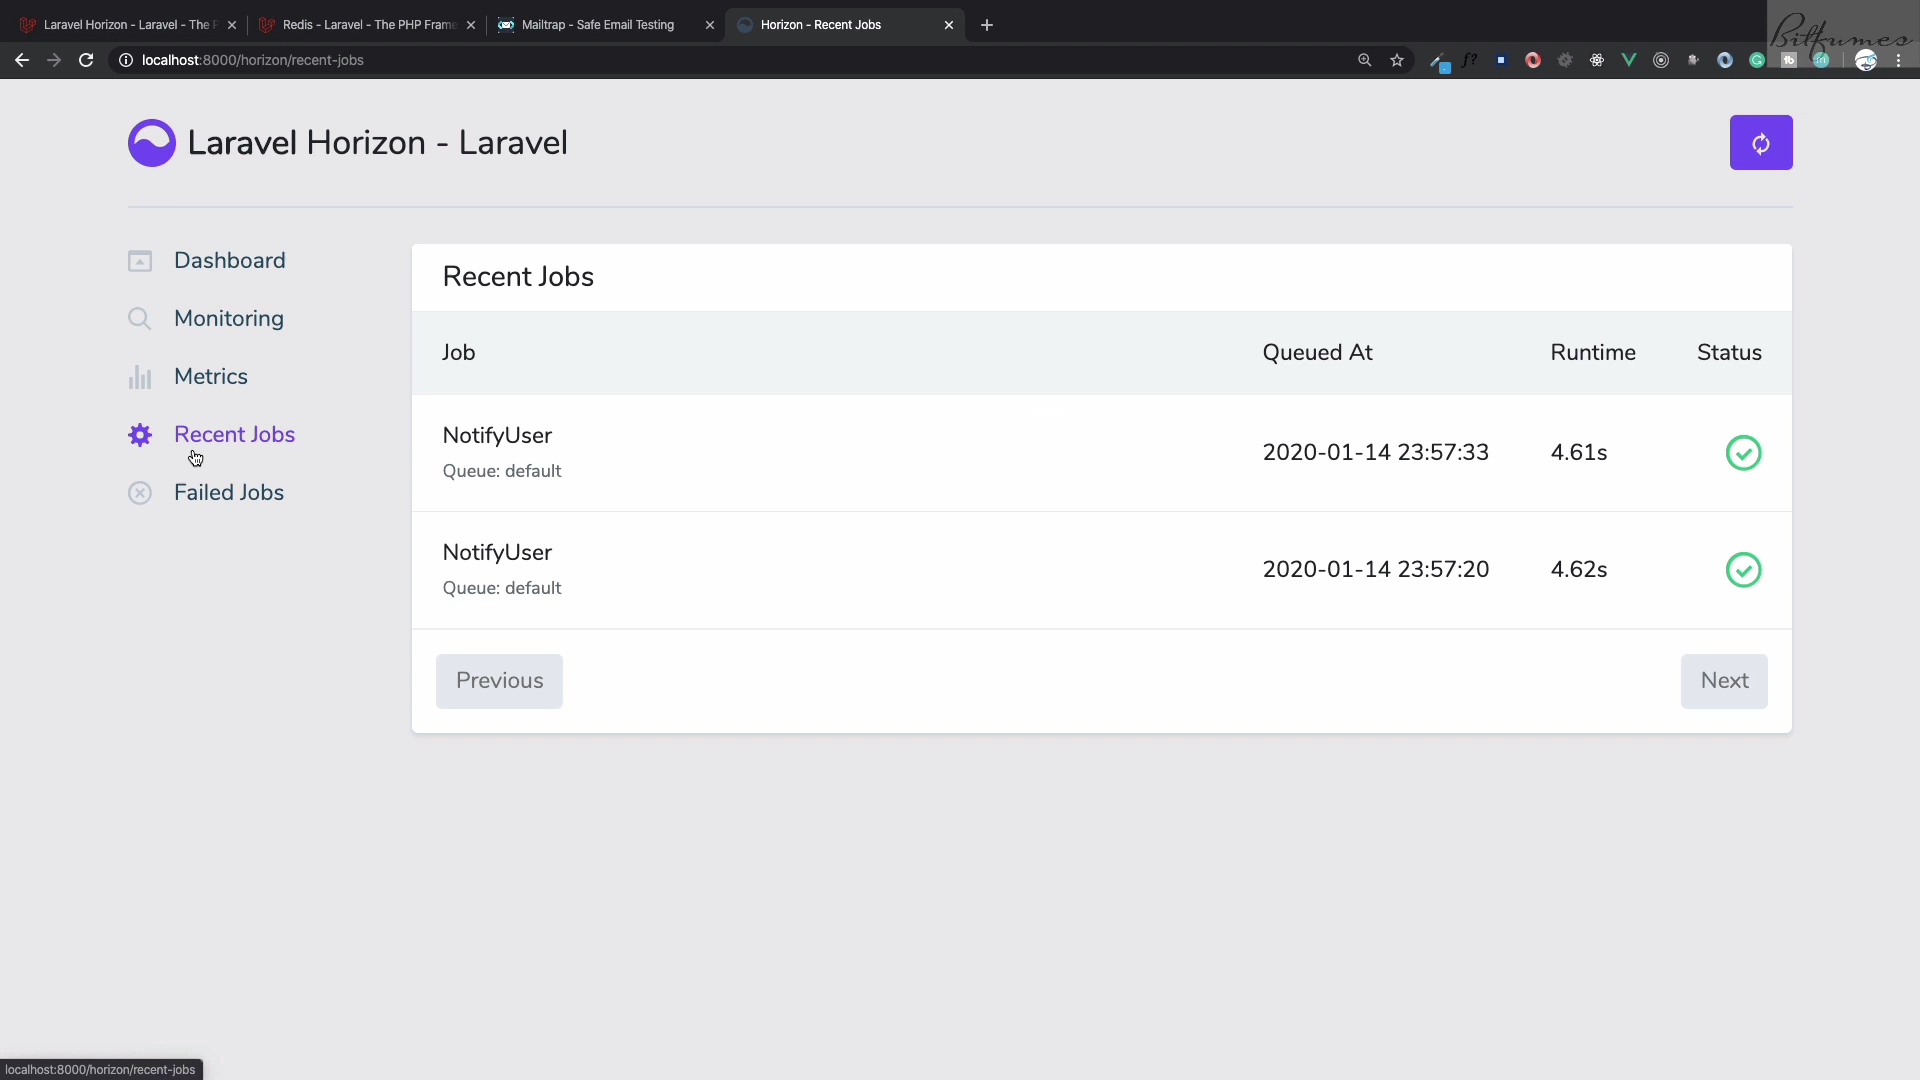 Laravel Horizon - Laravel - The P
Redis - Laravel - The PHP Frame
Mailtrap - Safe Email Testing
Horizon - Recent Jobs
Bitfumes
localhost:8000/horizon/recent-jobs
f?
Laravel Horizon - Laravel
Dashboard
Monitoring
Metrics
Recent Jobs
Failed Jobs
Recent Jobs
Job Queued At Runtime Status
NotifyUser
Queue: default
2020-01-14 23:57:33 4.61s
NotifyUser
Queue: default
2020-01-14 23:57:20 4.62s
Previous Next
localhost:8000/horizon/recent-jobs